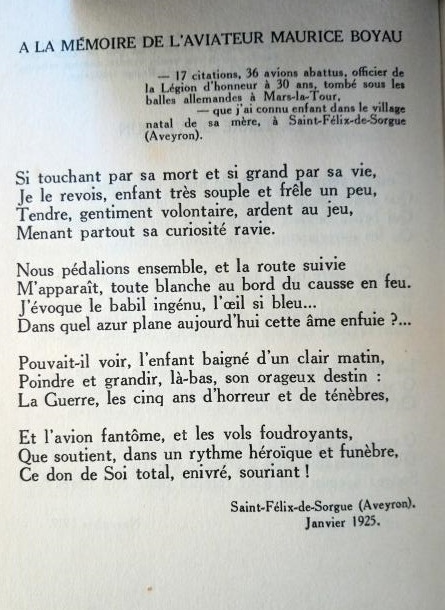 A LA MÉMOIRE DE L'AVIATEUR MAURICE BOYAU
— 17 citations, 36 avions abattus, officier de
la Légion d'honneur à 30 ans, tombé sous les
balles allemandes à Mars-la-Tour,
— que j'ai connu enfant dans le village
natal de sa mère, à Saint-Félix-de-Sorgue
(Aveyron).
Si touchant par sa mort et si grand par sa vie,
Je le revois, enfant très souple et frêle un peu,
Tendre, gentiment volontaire, ardent au jeu,
Menant partout sa curiosité ravie.
Nous pédalions ensemble, et la route suivie
M'apparaît, toute blanche au bord du causse en feu.
J'évoque le babil ingénu, l'œil si bleu...
Dans quel azur plane aujourd'hui cette âme enfuie ?...
Pouvait-il voir, l'enfant baigné d'un clair matin,
Poindre et grandir, là-bas, son orageux destin :
La Guerre, les cinq ans d'horreur et de ténèbres,
Et l'avion fantôme, et les vols foudroyants,
Que soutient, dans un rythme héroïque et funèbre,
Ce don de Soi total, enivré, souriant !
Saint-Félix-de-Sorgue (Aveyron).
Janvier 1925.